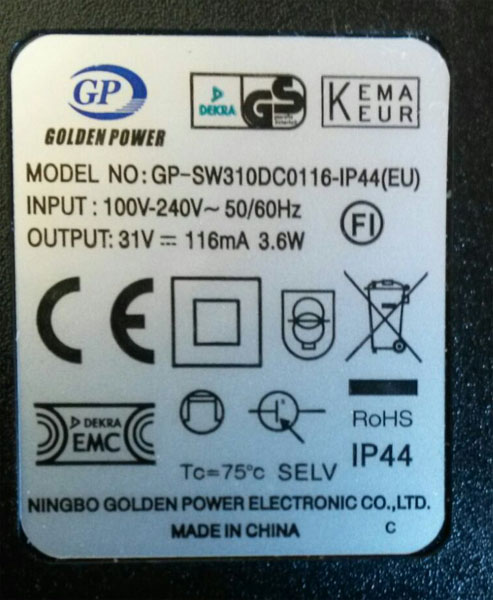 GP
GOLDEN POWER
DEKRA
GS
KEMA
EUR
MODEL NO: GP-SW310DC0116-IP44(EU)
INPUT : 100V-240V~ 50/60Hz
OUTPUT: 31V ⎓ 116mA 3.6W
FI
CE
DEKRA
EMC
RoHS
IP44
Tc=75°c SELV
NINGBO GOLDEN POWER ELECTRONIC CO.,LTD.
MADE IN CHINA
C